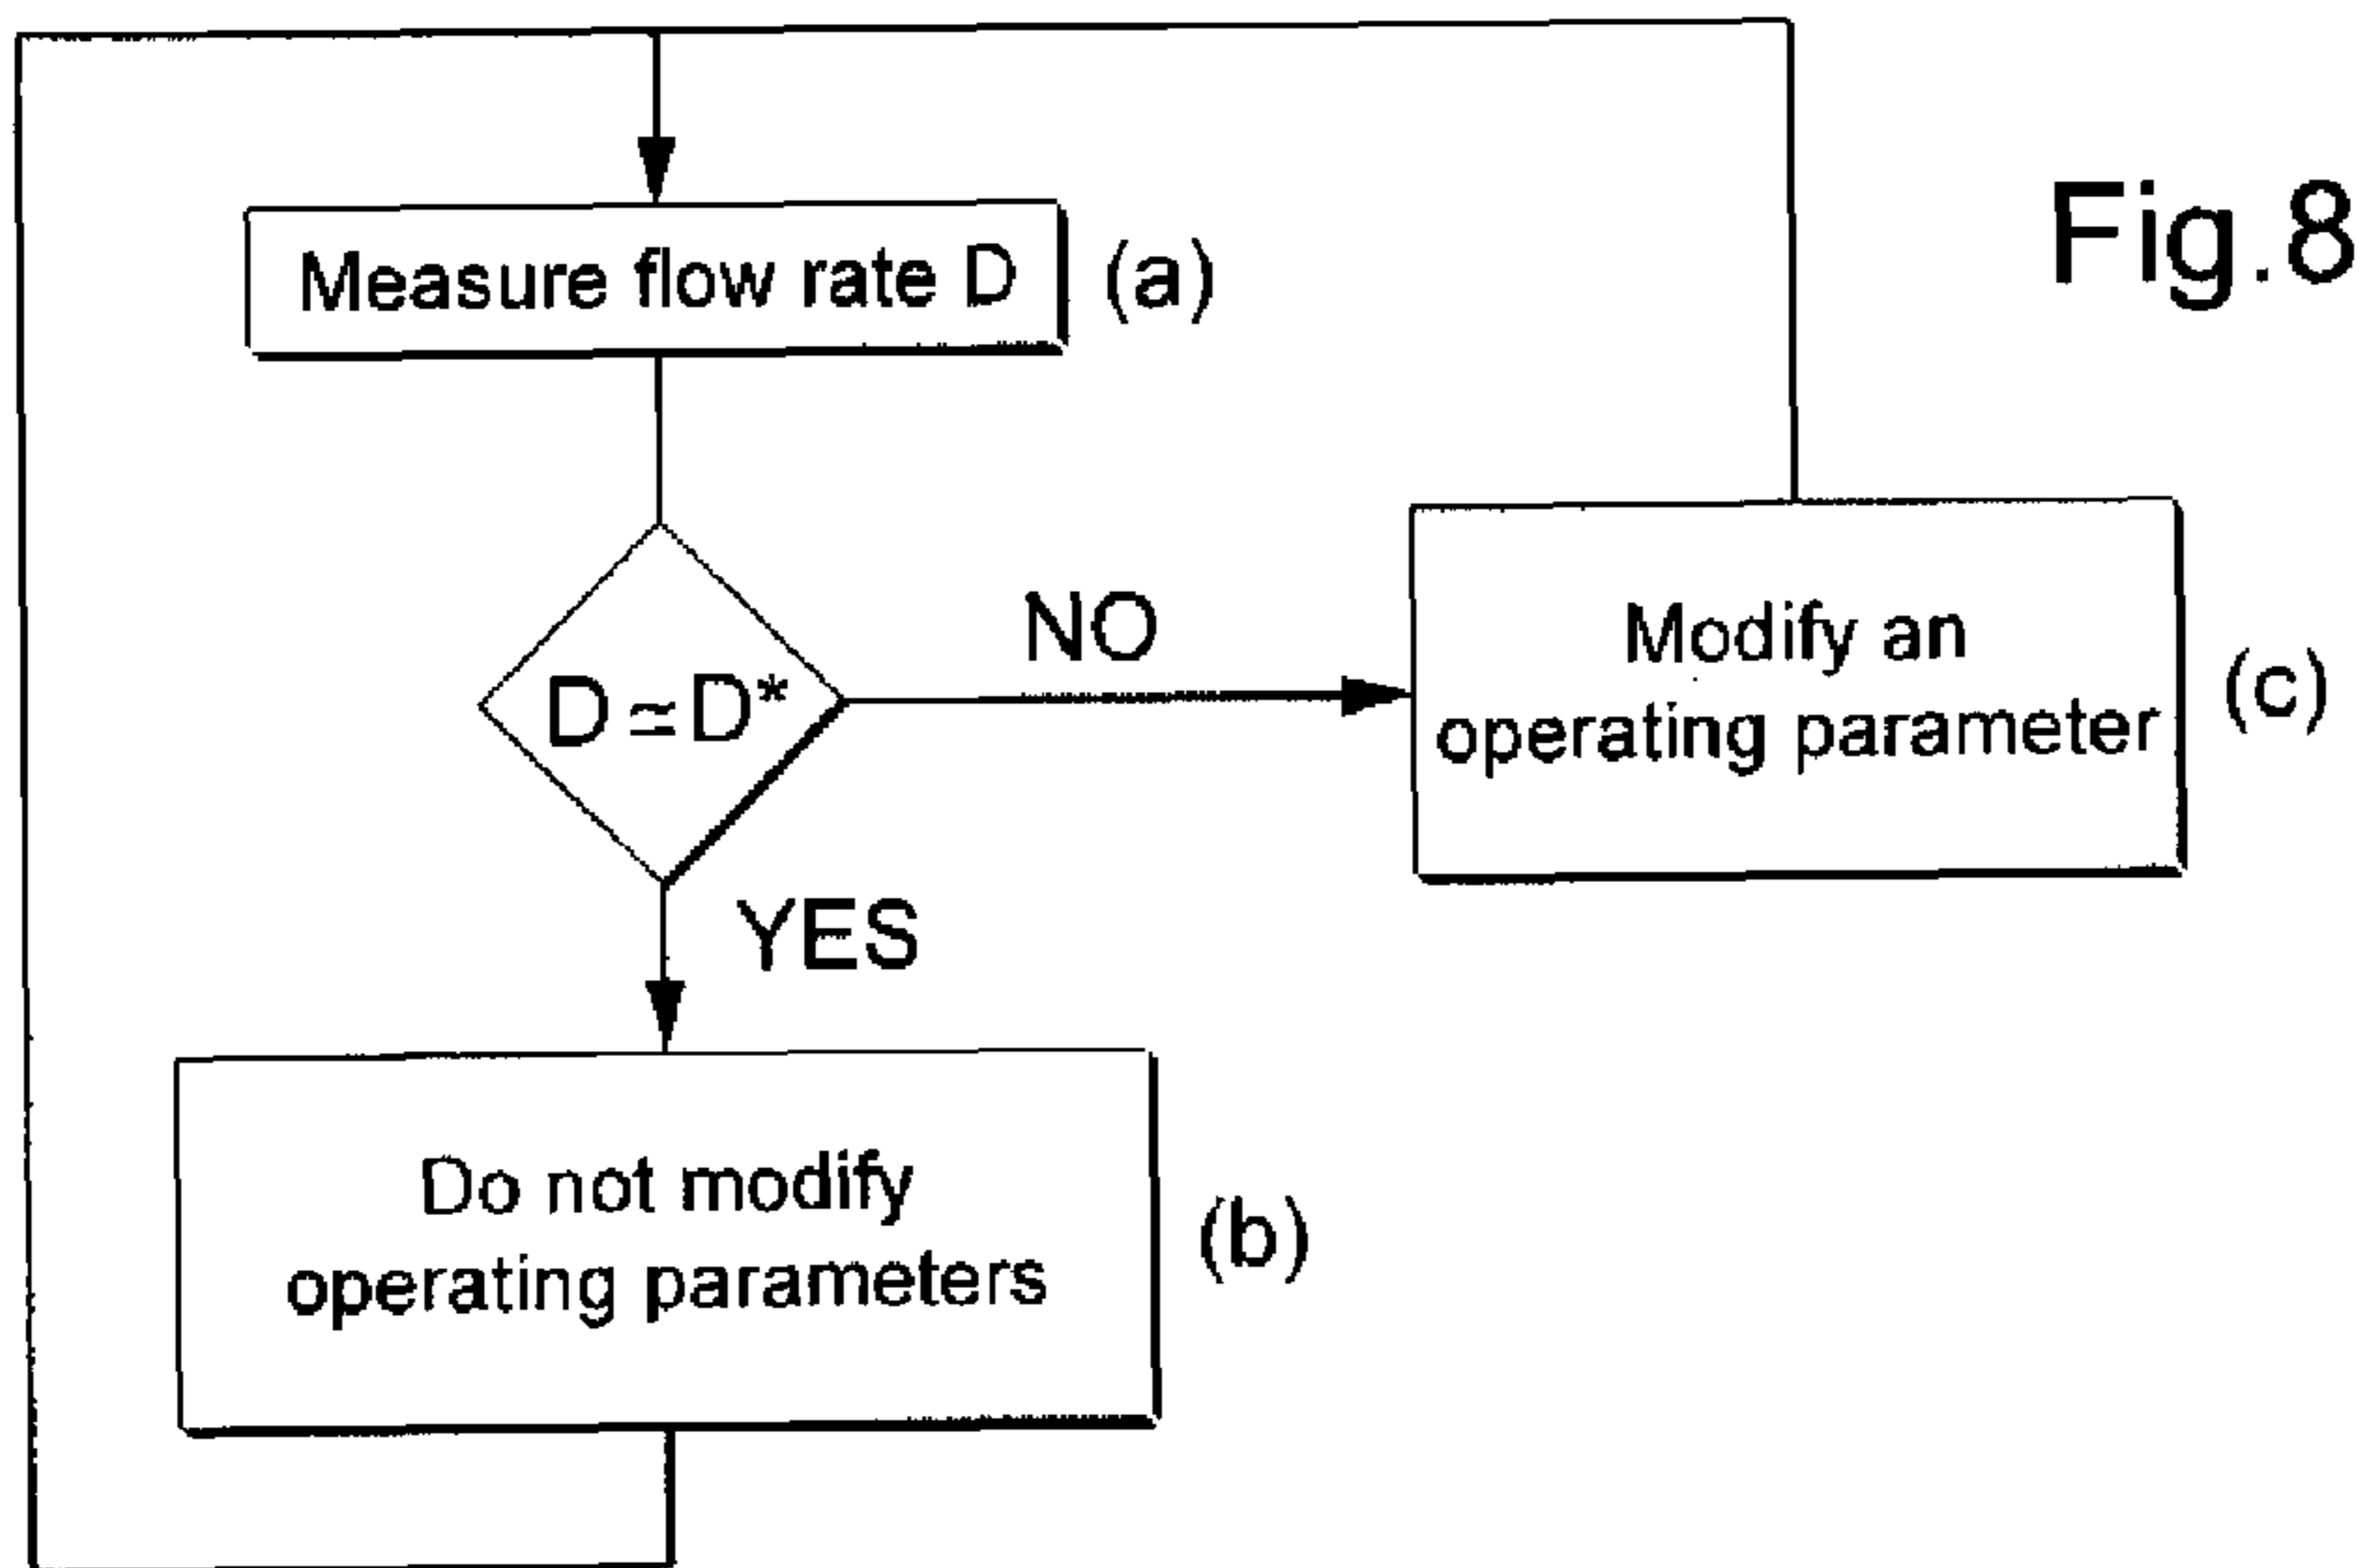 Fig.8
Measure flow rate D (a)
D ≃ D*
NO
Modify an
operating parameter
(c)
YES
Do not modify
operating parameters
(b)